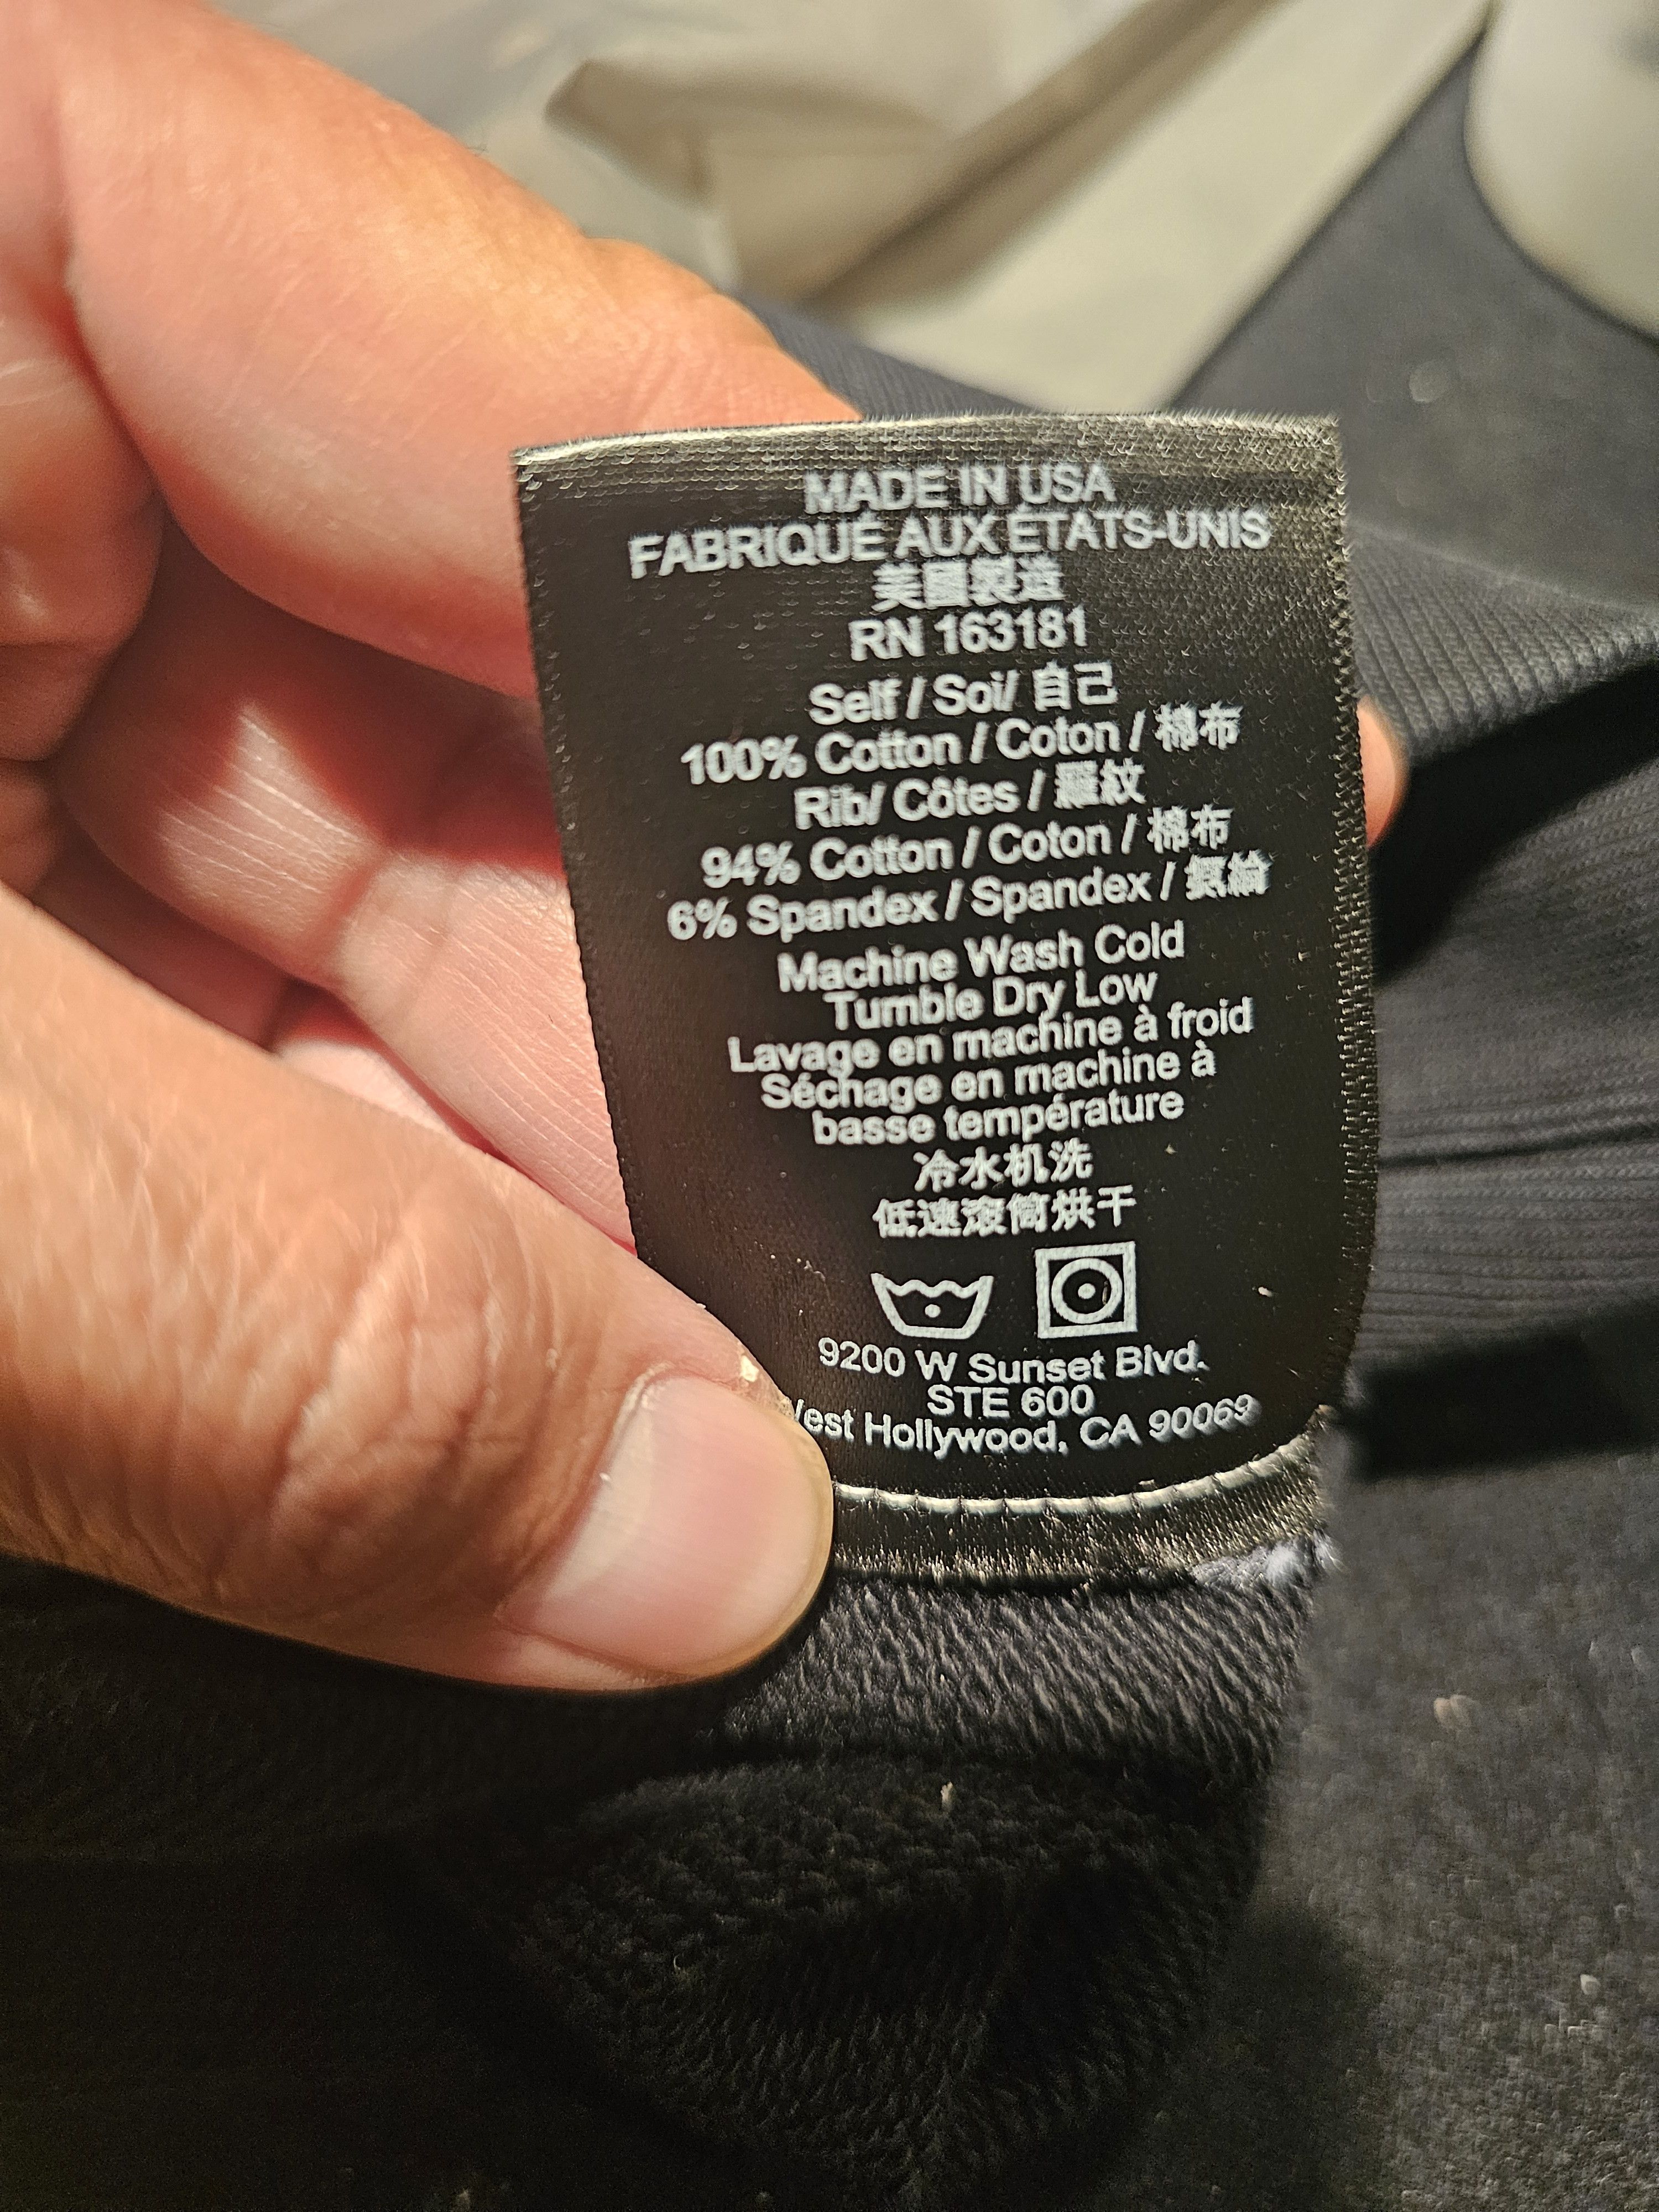 MADE IN USA
FABRIQUÉ AUX ÉTATS-UNIS
美國製造
RN 163181
Self / Soi/ 自己
100% Cotton / Coton / 棉布
Rib/ Côtes / 羅紋
94% Cotton / Coton / 棉布
6% Spandex / Spandex / 氨綸
Machine Wash Cold
Tumble Dry Low
Lavage en machine à froid
Séchage en machine à
basse température
冷水机洗
低速滚筒烘干
9200 W Sunset Blvd.
STE 600
Hollywood, CA 90069